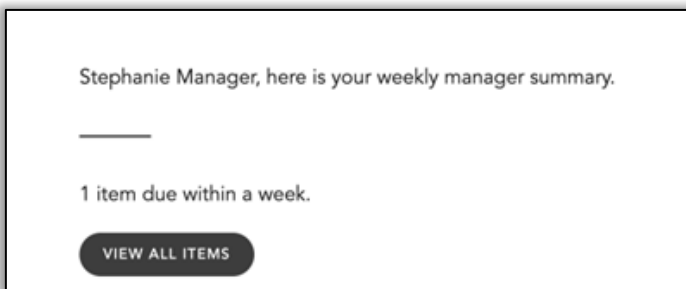 Stephanie Manager, here is your weekly manager summary.
1 item due within a week.
VIEW ALL ITEMS